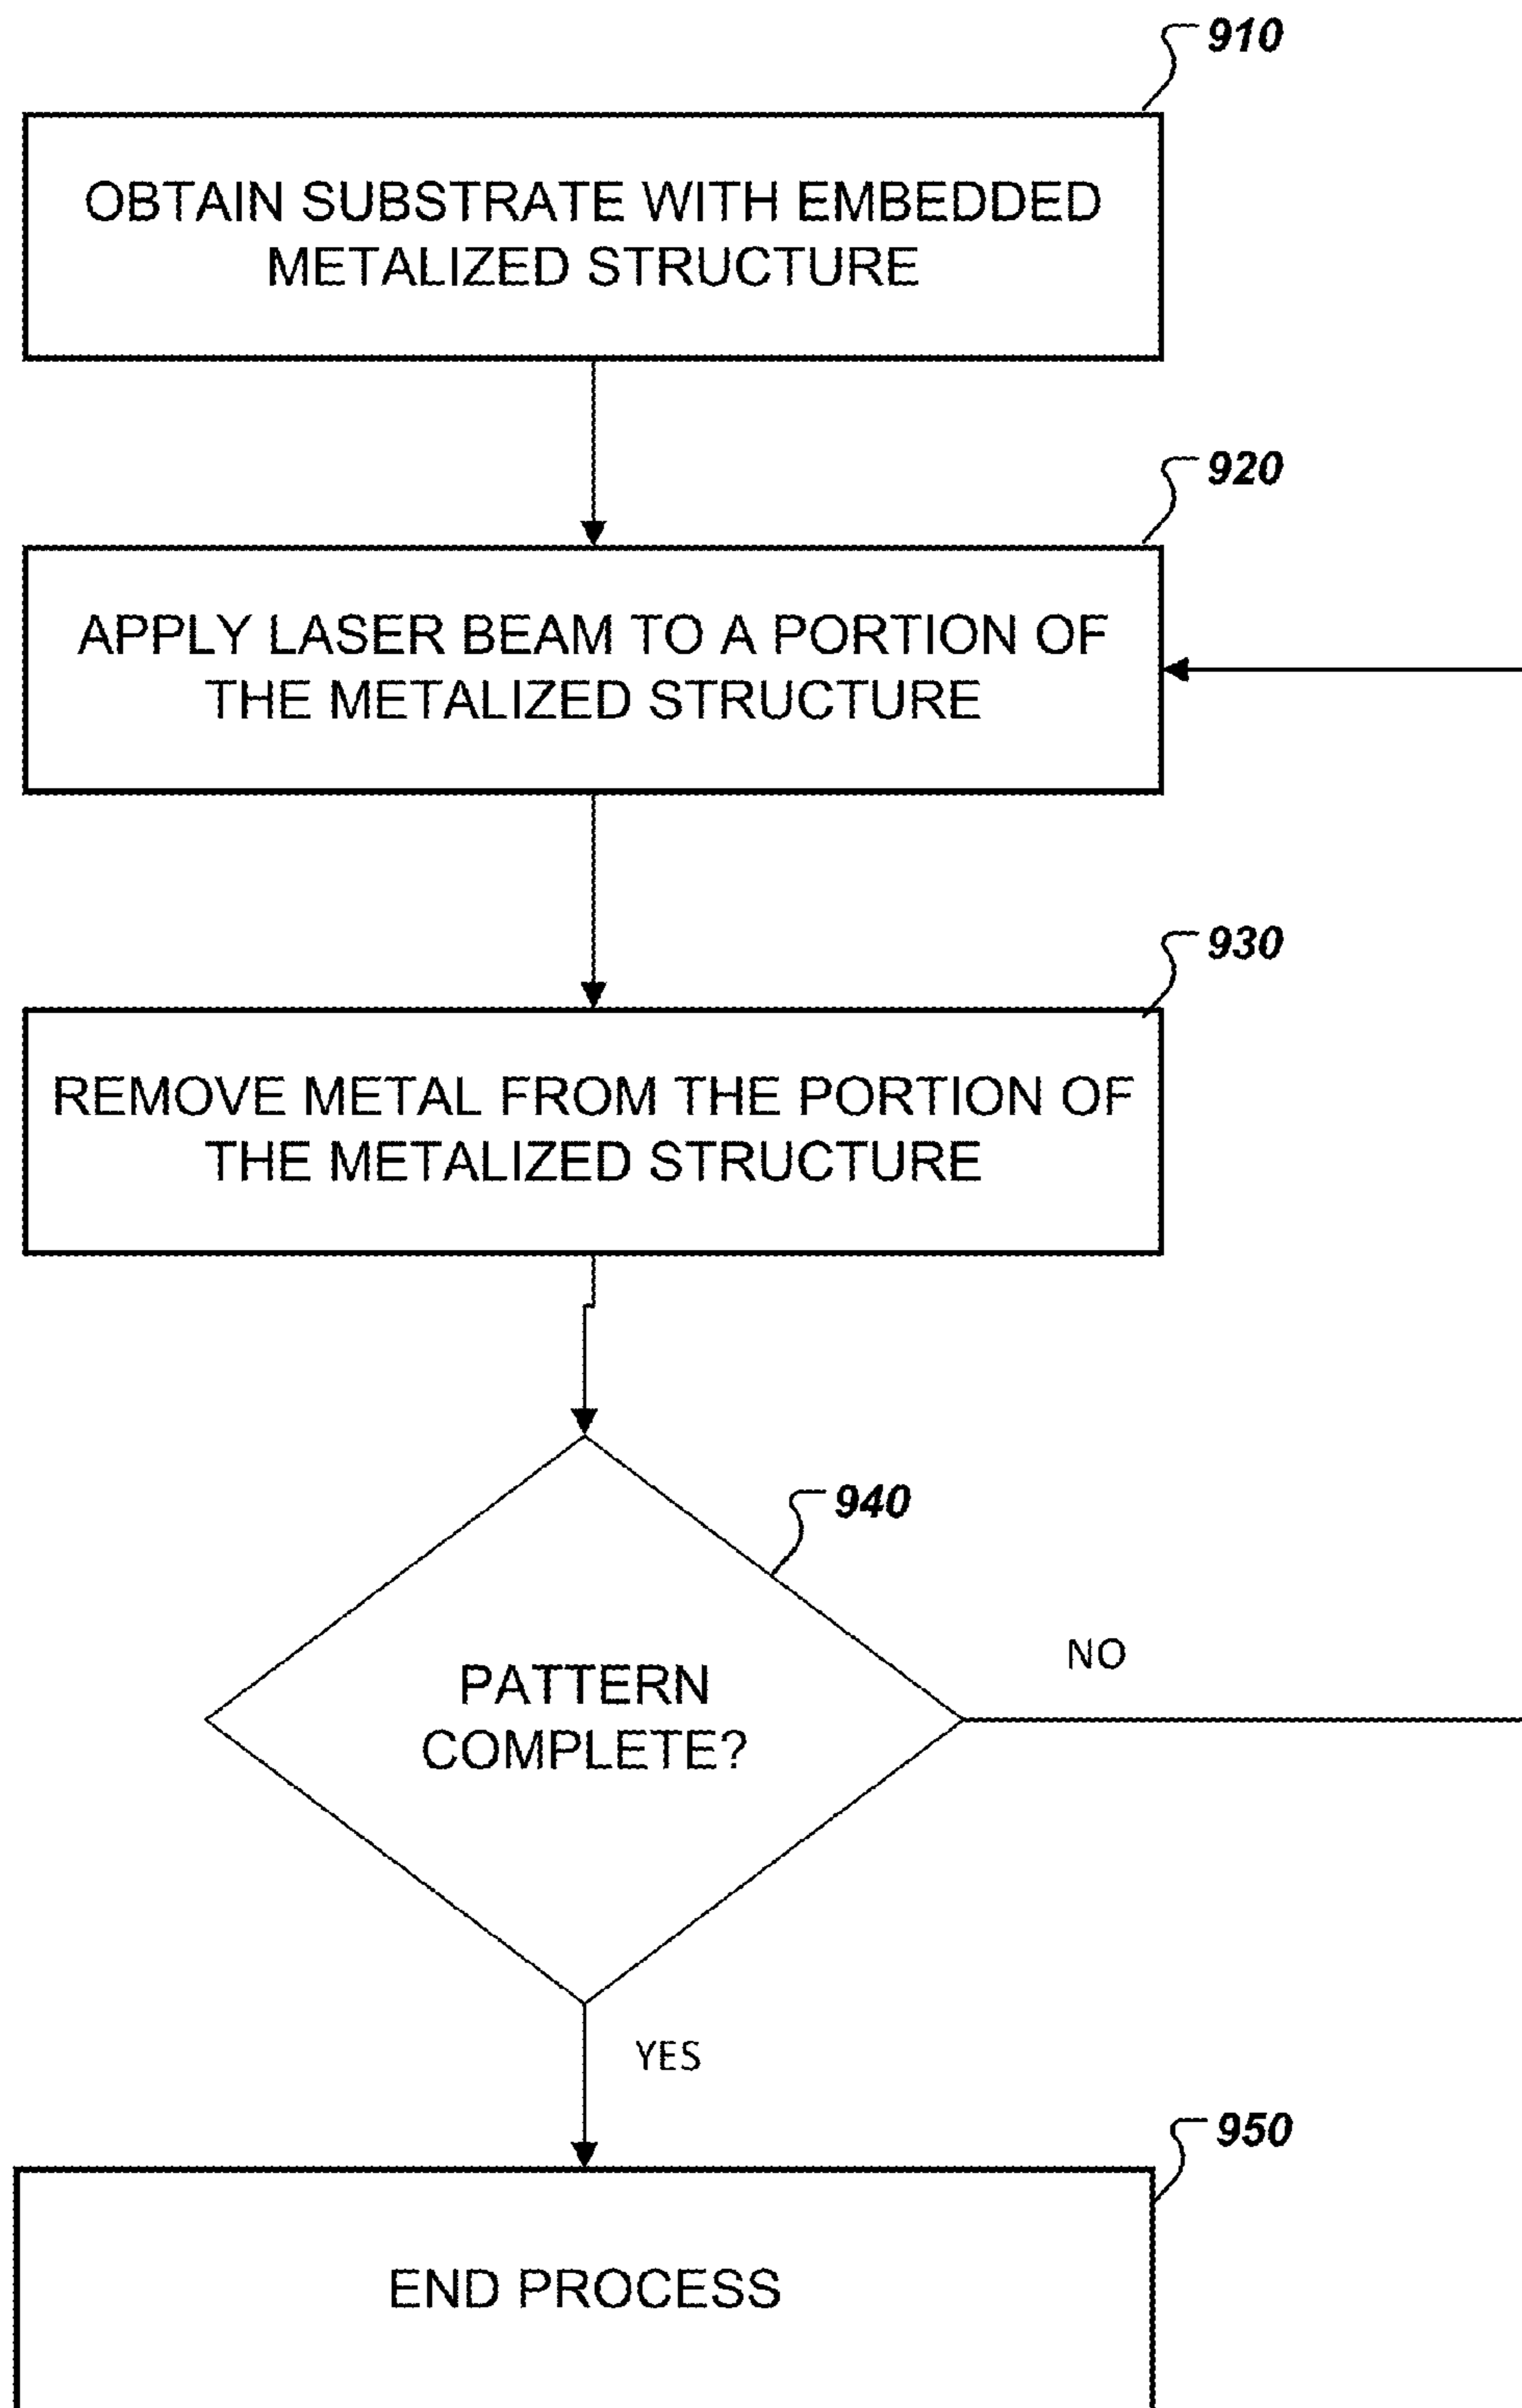 910
OBTAIN SUBSTRATE WITH EMBEDDED
METALIZED STRUCTURE
920
APPLY LASER BEAM TO A PORTION OF
THE METALIZED STRUCTURE
930
REMOVE METAL FROM THE PORTION OF
THE METALIZED STRUCTURE
940
PATTERN
COMPLETE?
NO
YES
950
END PROCESS